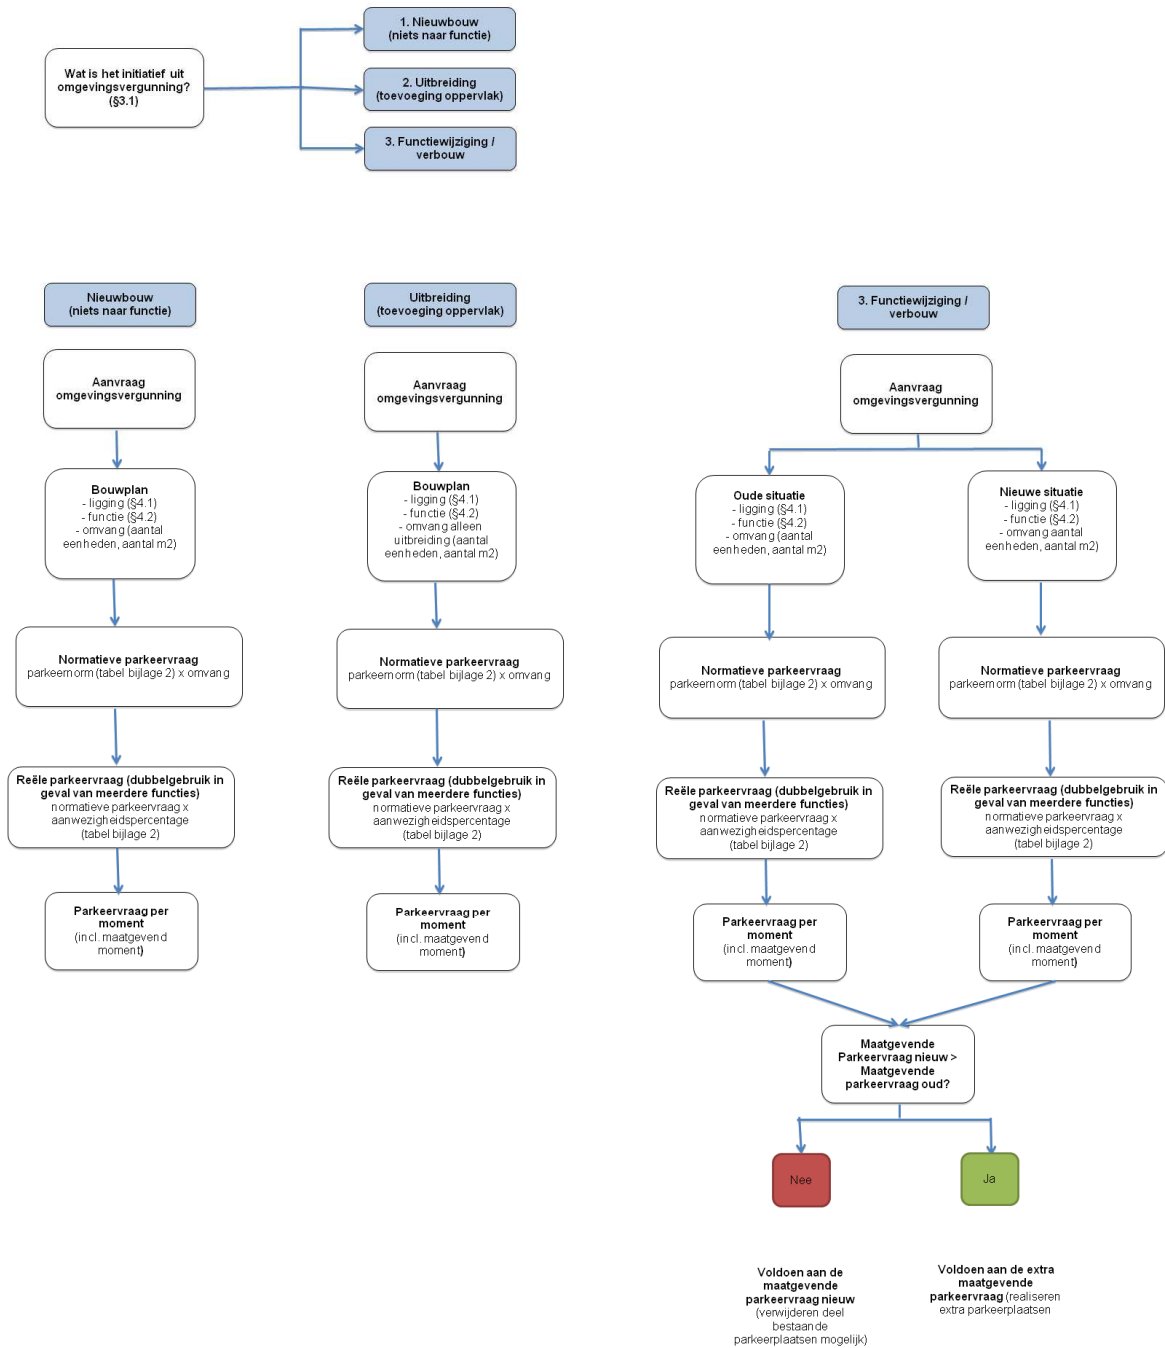 Wat is het initiatief uit
omgevingsvergunning?
(§3.1)
1. Nieuwbouw
(niets naar functie)
2. Uitbreiding
(toevoeging oppervlak)
3. Functiewijziging /
verbouw
Nieuwbouw
(niets naar functie)
Aanvraag
omgevingsvergunning
Bouwplan
- ligging (§4.1)
- functie (§4.2)
- omvang (aantal
eenheden, aantal m2)
Normatieve parkeervraag
parkeernorm (tabel bijlage 2) x omvang
Reële parkeervraag (dubbelgebruik in
geval van meerdere functies)
normatieve parkeervraag x
aanwezigheidspercentage
(tabel bijlage 2)
Parkeervraag per
moment
(incl. maatgevend
moment)
Uitbreiding
(toevoeging oppervlak)
Aanvraag
omgevingsvergunning
Bouwplan
- ligging (§4.1)
- functie (§4.2)
- omvang alleen
uitbreiding (aantal
eenheden, aantal m2)
Normatieve parkeervraag
parkeernorm (tabel bijlage 2) x omvang
Reële parkeervraag (dubbelgebruik in
geval van meerdere functies)
normatieve parkeervraag x
aanwezigheidspercentage
(tabel bijlage 2)
Parkeervraag per
moment
(incl. maatgevend
moment)
3. Functiewijziging /
verbouw
Aanvraag
omgevingsvergunning
Oude situatie
- ligging (§4.1)
- functie (§4.2)
- omvang (aantal
eenheden, aantal m2)
Normatieve parkeervraag
parkeernorm (tabel bijlage 2) x omvang
Reële parkeervraag (dubbelgebruik in
geval van meerdere functies)
normatieve parkeervraag x
aanwezigheidspercentage
(tabel bijlage 2)
Parkeervraag per
moment
(incl. maatgevend
moment)
Nieuwe situatie
- ligging (§4.1)
- functie (§4.2)
- omvang aantal
eenheden, aantal m2)
Normatieve parkeervraag
parkeernorm (tabel bijlage 2) x omvang
Reële parkeervraag (dubbelgebruik in
geval van meerdere functies)
normatieve parkeervraag x
aanwezigheidspercentage
(tabel bijlage 2)
Parkeervraag per
moment
(incl. maatgevend
moment)
Maatgevende
Parkeervraag nieuw >
Maatgevende
parkeervraag oud?
Nee
Ja
Voldoen aan de
maatgevende
parkeervraag nieuw
(verwijderen deel
bestaande
parkeerplaatsen mogelijk)
Voldoen aan de extra
maatgevende
parkeervraag (realiseren
extra parkeerplaatsen